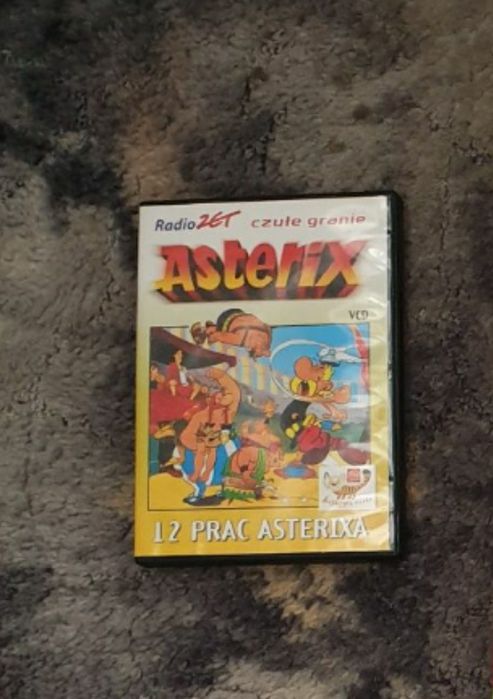 Radio ZET czułe granie
Asterix
VCD
12 PRAC ASTERIXA